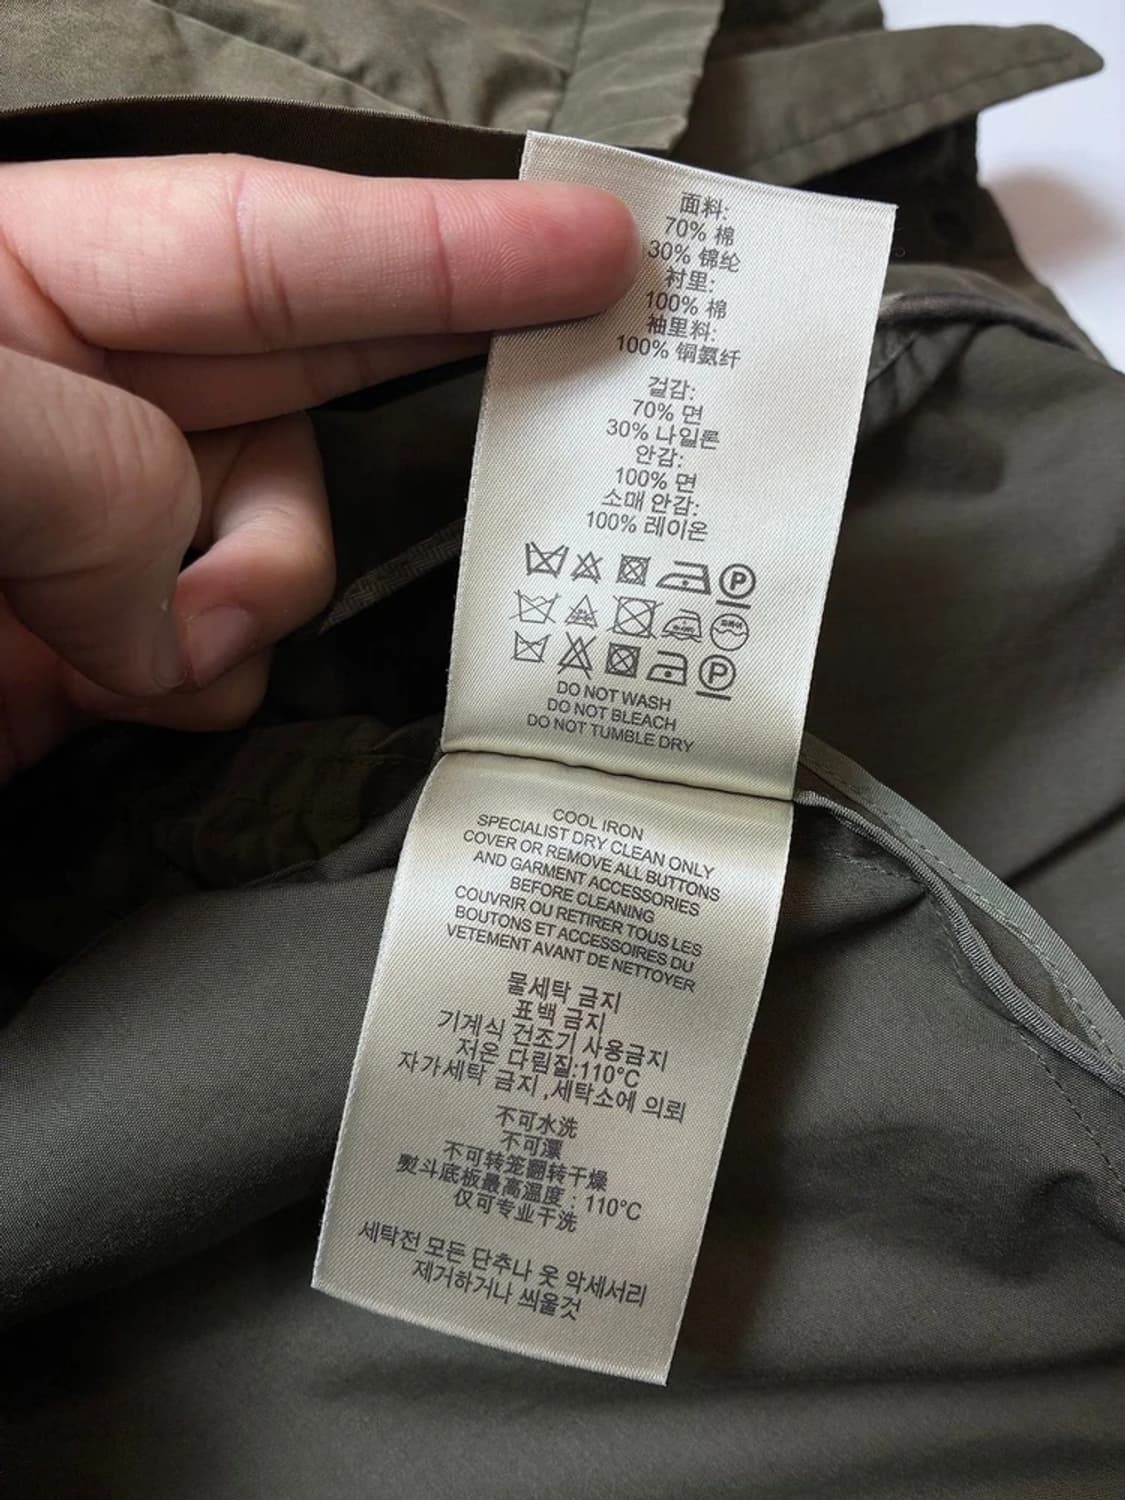 面料:
70% 棉
30% 锦纶
衬里:
100% 棉
袖里料:
100% 铜氨纤
겉감:
70% 면
30% 나일론
안감:
100% 면
소매 안감:
100% 레이온
P
P
DO NOT WASH
DO NOT BLEACH
DO NOT TUMBLE DRY
COOL IRON
SPECIALIST DRY CLEAN ONLY
COVER OR REMOVE ALL BUTTONS
AND GARMENT ACCESSORIES
BEFORE CLEANING
COUVRIR OU RETIRER TOUS LES
BOUTONS ET ACCESSOIRES DU
VETEMENT AVANT DE NETTOYER
물세탁 금지
표백 금지
기계식 건조기 사용금지
저온 다림질:110°C
자가세탁 금지 ,세탁소에 의뢰
不可水洗
不可漂
不可转笼翻转干燥
熨斗底板最高温度 : 110°C
仅可专业干洗
세탁전 모든 단추나 옷 악세서리
제거하거나 씌울것